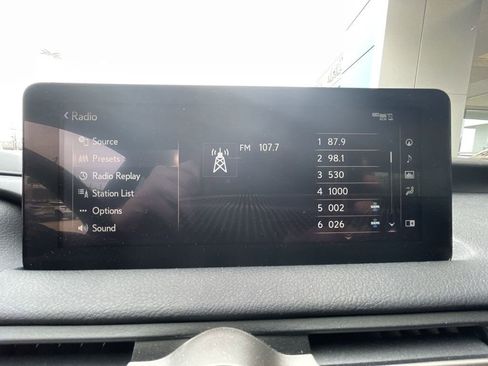 Radio
Source
Presets
Radio Replay
Station List
Options
Sound
FM 107.7
1 87.9
2 98.1
3 530
4 1000
5 002
6 026